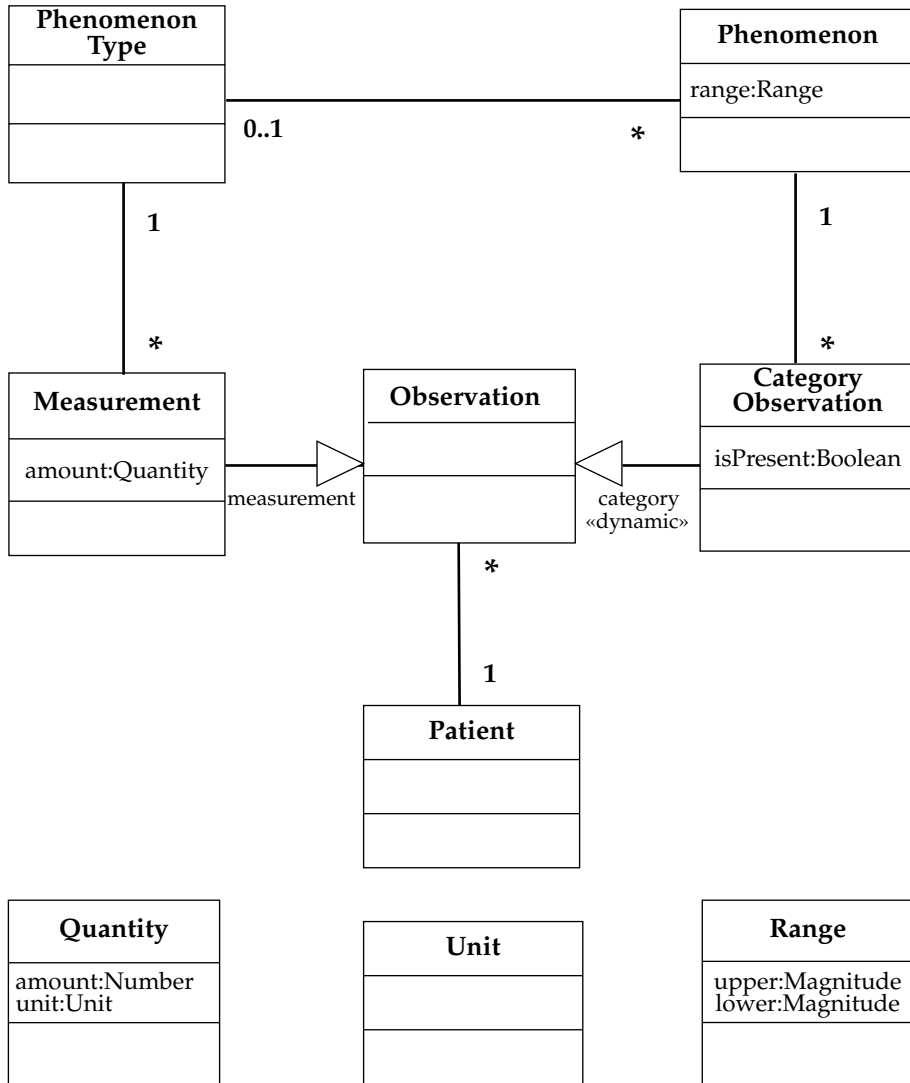 Phenomenon
Type
Phenomenon
range:Range
0..1
*
1
1
*
*
Measurement
amount:Quantity
Observation
Category
Observation
isPresent:Boolean
measurement
category
«dynamic»
*
1
Patient
Quantity
amount:Number
unit:Unit
Unit
Range
upper:Magnitude
lower:Magnitude